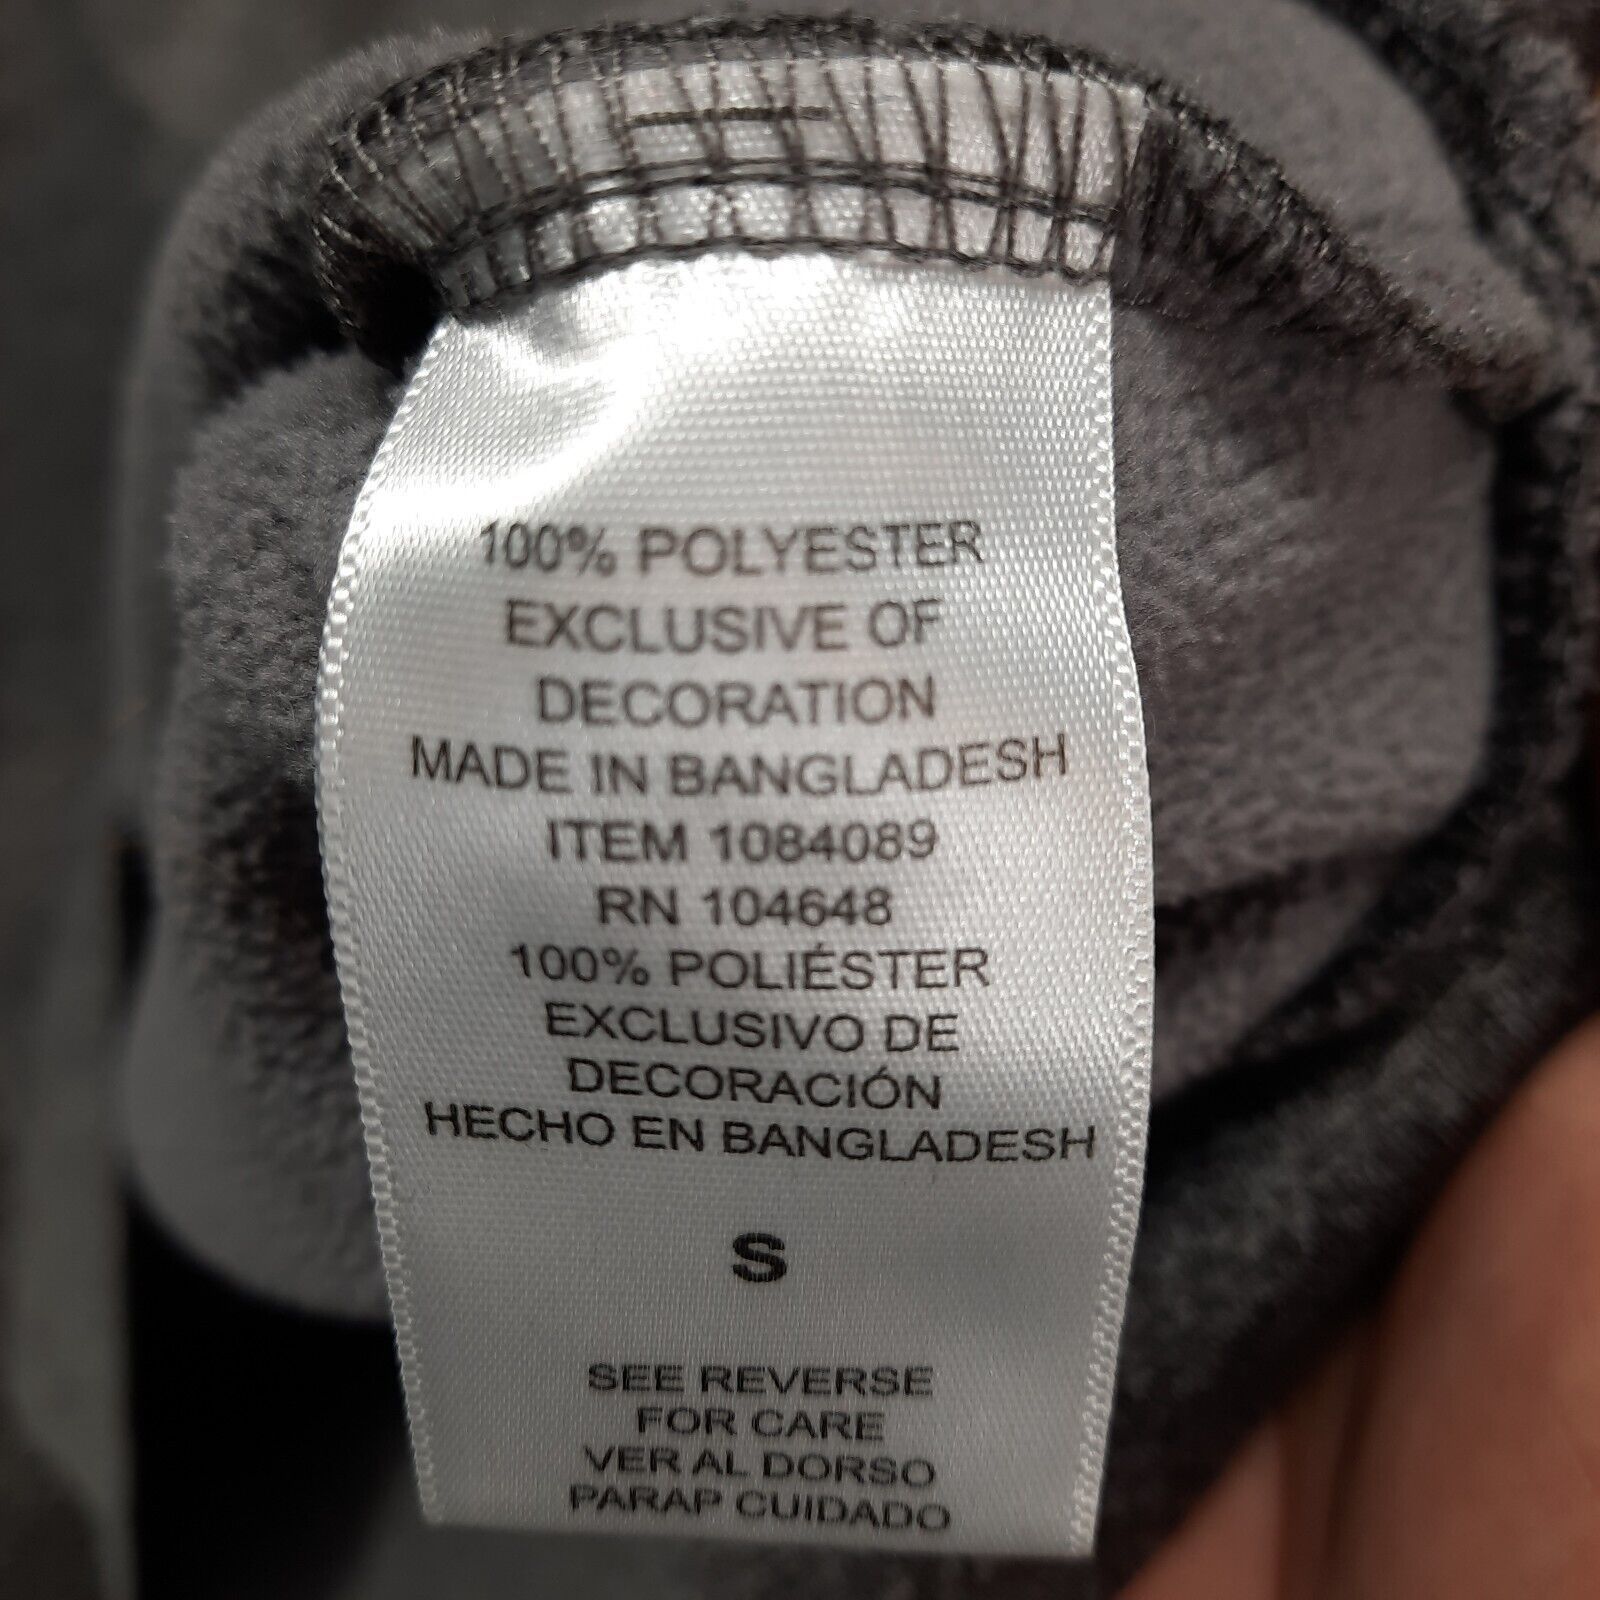 100% POLYESTER
EXCLUSIVE OF
DECORATION
MADE IN BANGLADESH
ITEM 1084089
RN 104648
100% POLIÉSTER
EXCLUSIVO DE
DECORACIÓN
HECHO EN BANGLADESH
S
SEE REVERSE
FOR CARE
VER AL DORSO
PARAP CUIDADO